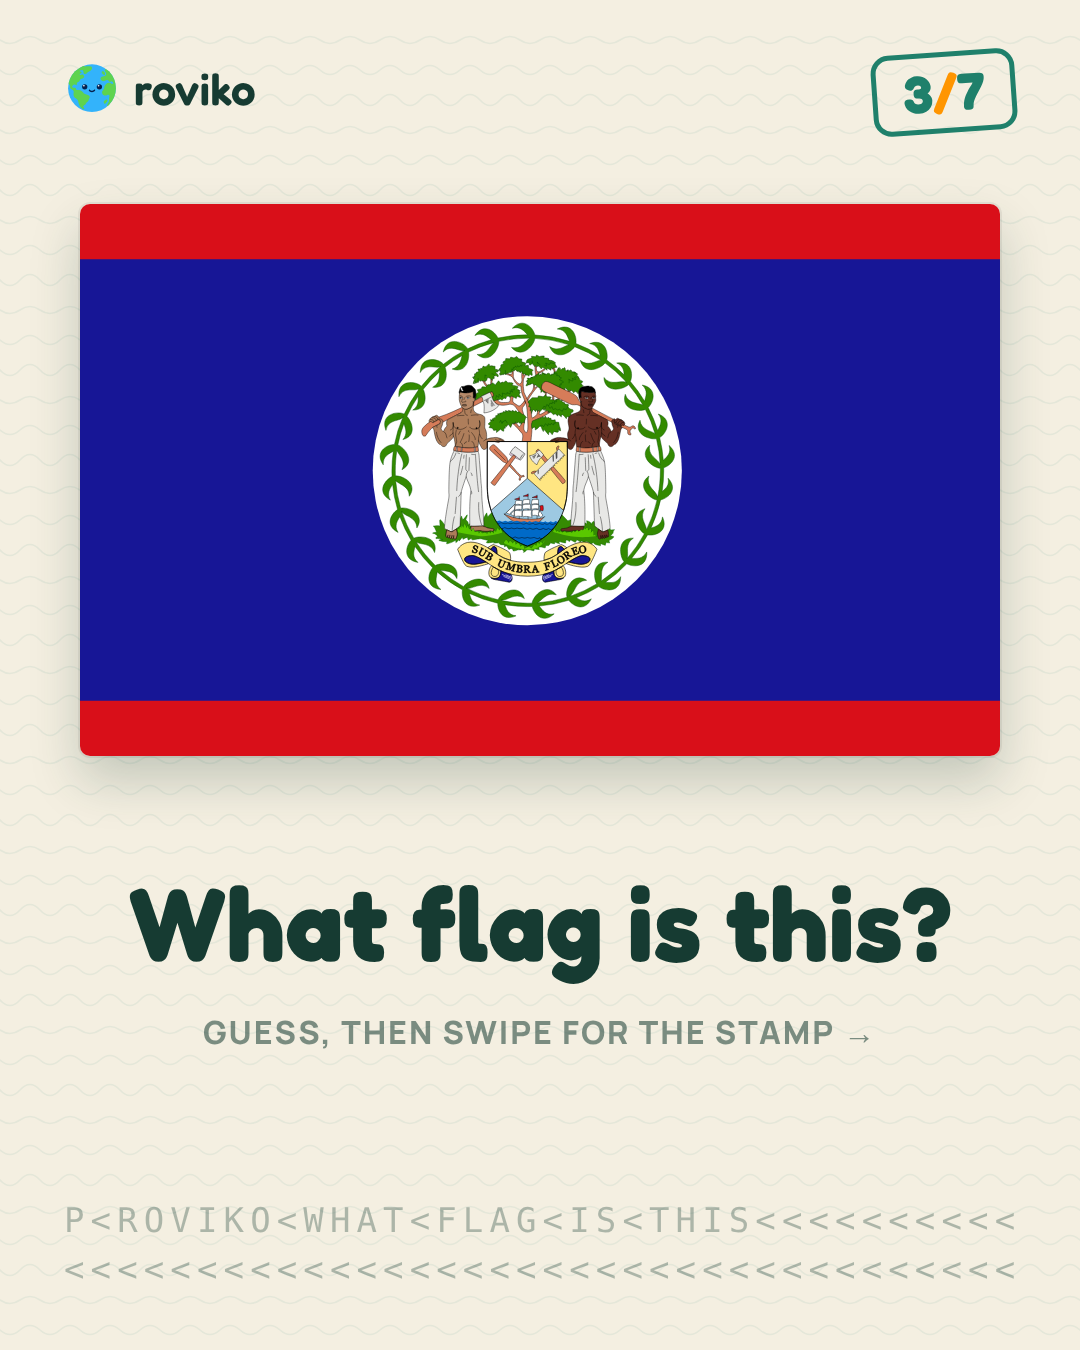 roviko
3/7
SUB UMBRA FLOREO
What flag is this?
GUESS, THEN SWIPE FOR THE STAMP →
P<ROVIKO<WHAT<FLAG<IS<THIS<<<<<<<<<<
<<<<<<<<<<<<<<<<<<<<<<<<<<<<<<<<<<<<